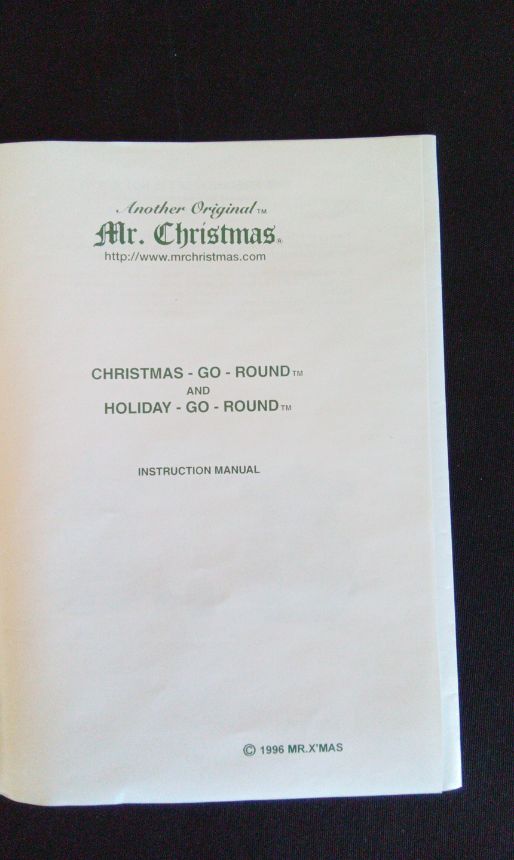 Another Original™
Mr. Christmas®
http://www.mrchristmas.com
CHRISTMAS - GO - ROUND™
AND
HOLIDAY - GO - ROUND™
INSTRUCTION MANUAL
© 1996 MR.X'MAS